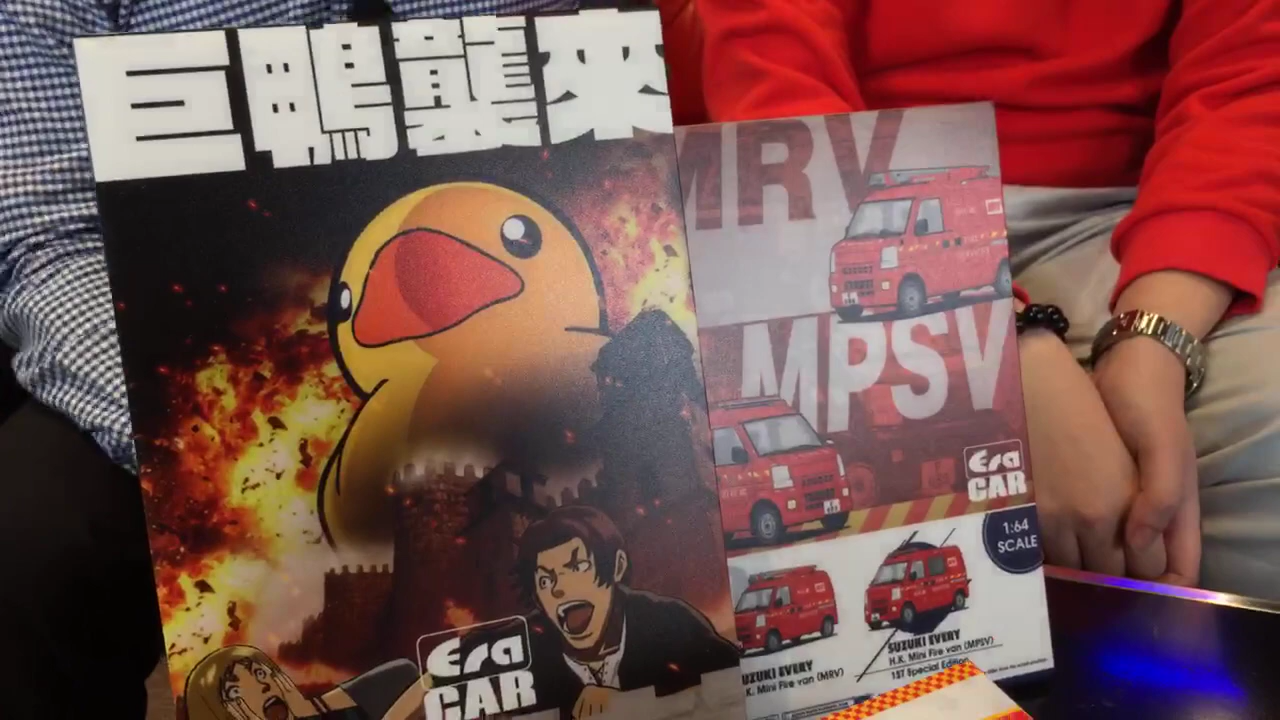 巨鴨襲來
Era
CAR
MRV
MPSV
Era
CAR
1:64
SCALE
UZUKI EVERY
K. Mini Fire van (MRV)
SUZUKI EVERY
H.K. Mini Fire van (MPSV)
1ST Special Edition